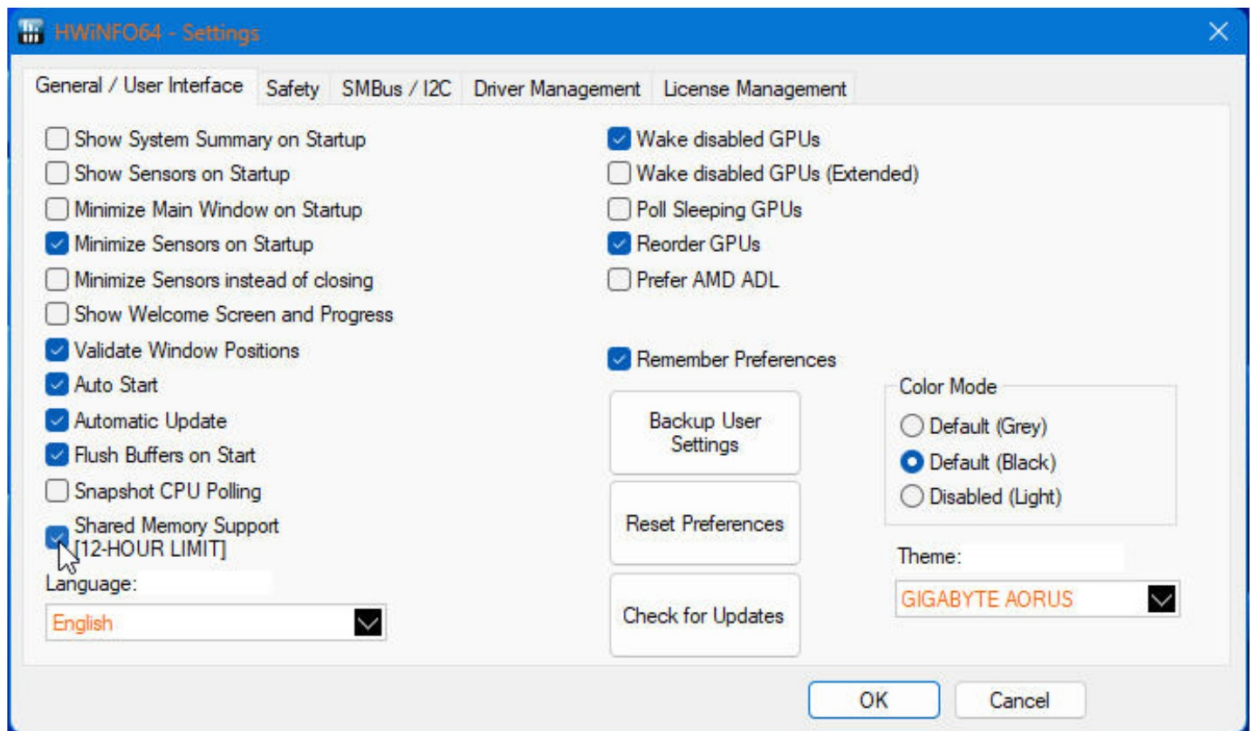 HWiNFO64 - Settings
General / User Interface
Safety
SMBus / I2C
Driver Management
License Management
Show System Summary on Startup
Show Sensors on Startup
Minimize Main Window on Startup
Minimize Sensors on Startup
Minimize Sensors instead of closing
Show Welcome Screen and Progress
Validate Window Positions
Auto Start
Automatic Update
Flush Buffers on Start
Snapshot CPU Polling
Shared Memory Support
[12-HOUR LIMIT]
Language:
English
Wake disabled GPUs
Wake disabled GPUs (Extended)
Poll Sleeping GPUs
Reorder GPUs
Prefer AMD ADL
Remember Preferences
Backup User
Settings
Reset Preferences
Check for Updates
Color Mode
Default (Grey)
Default (Black)
Disabled (Light)
Theme:
GIGABYTE AORUS
OK
Cancel